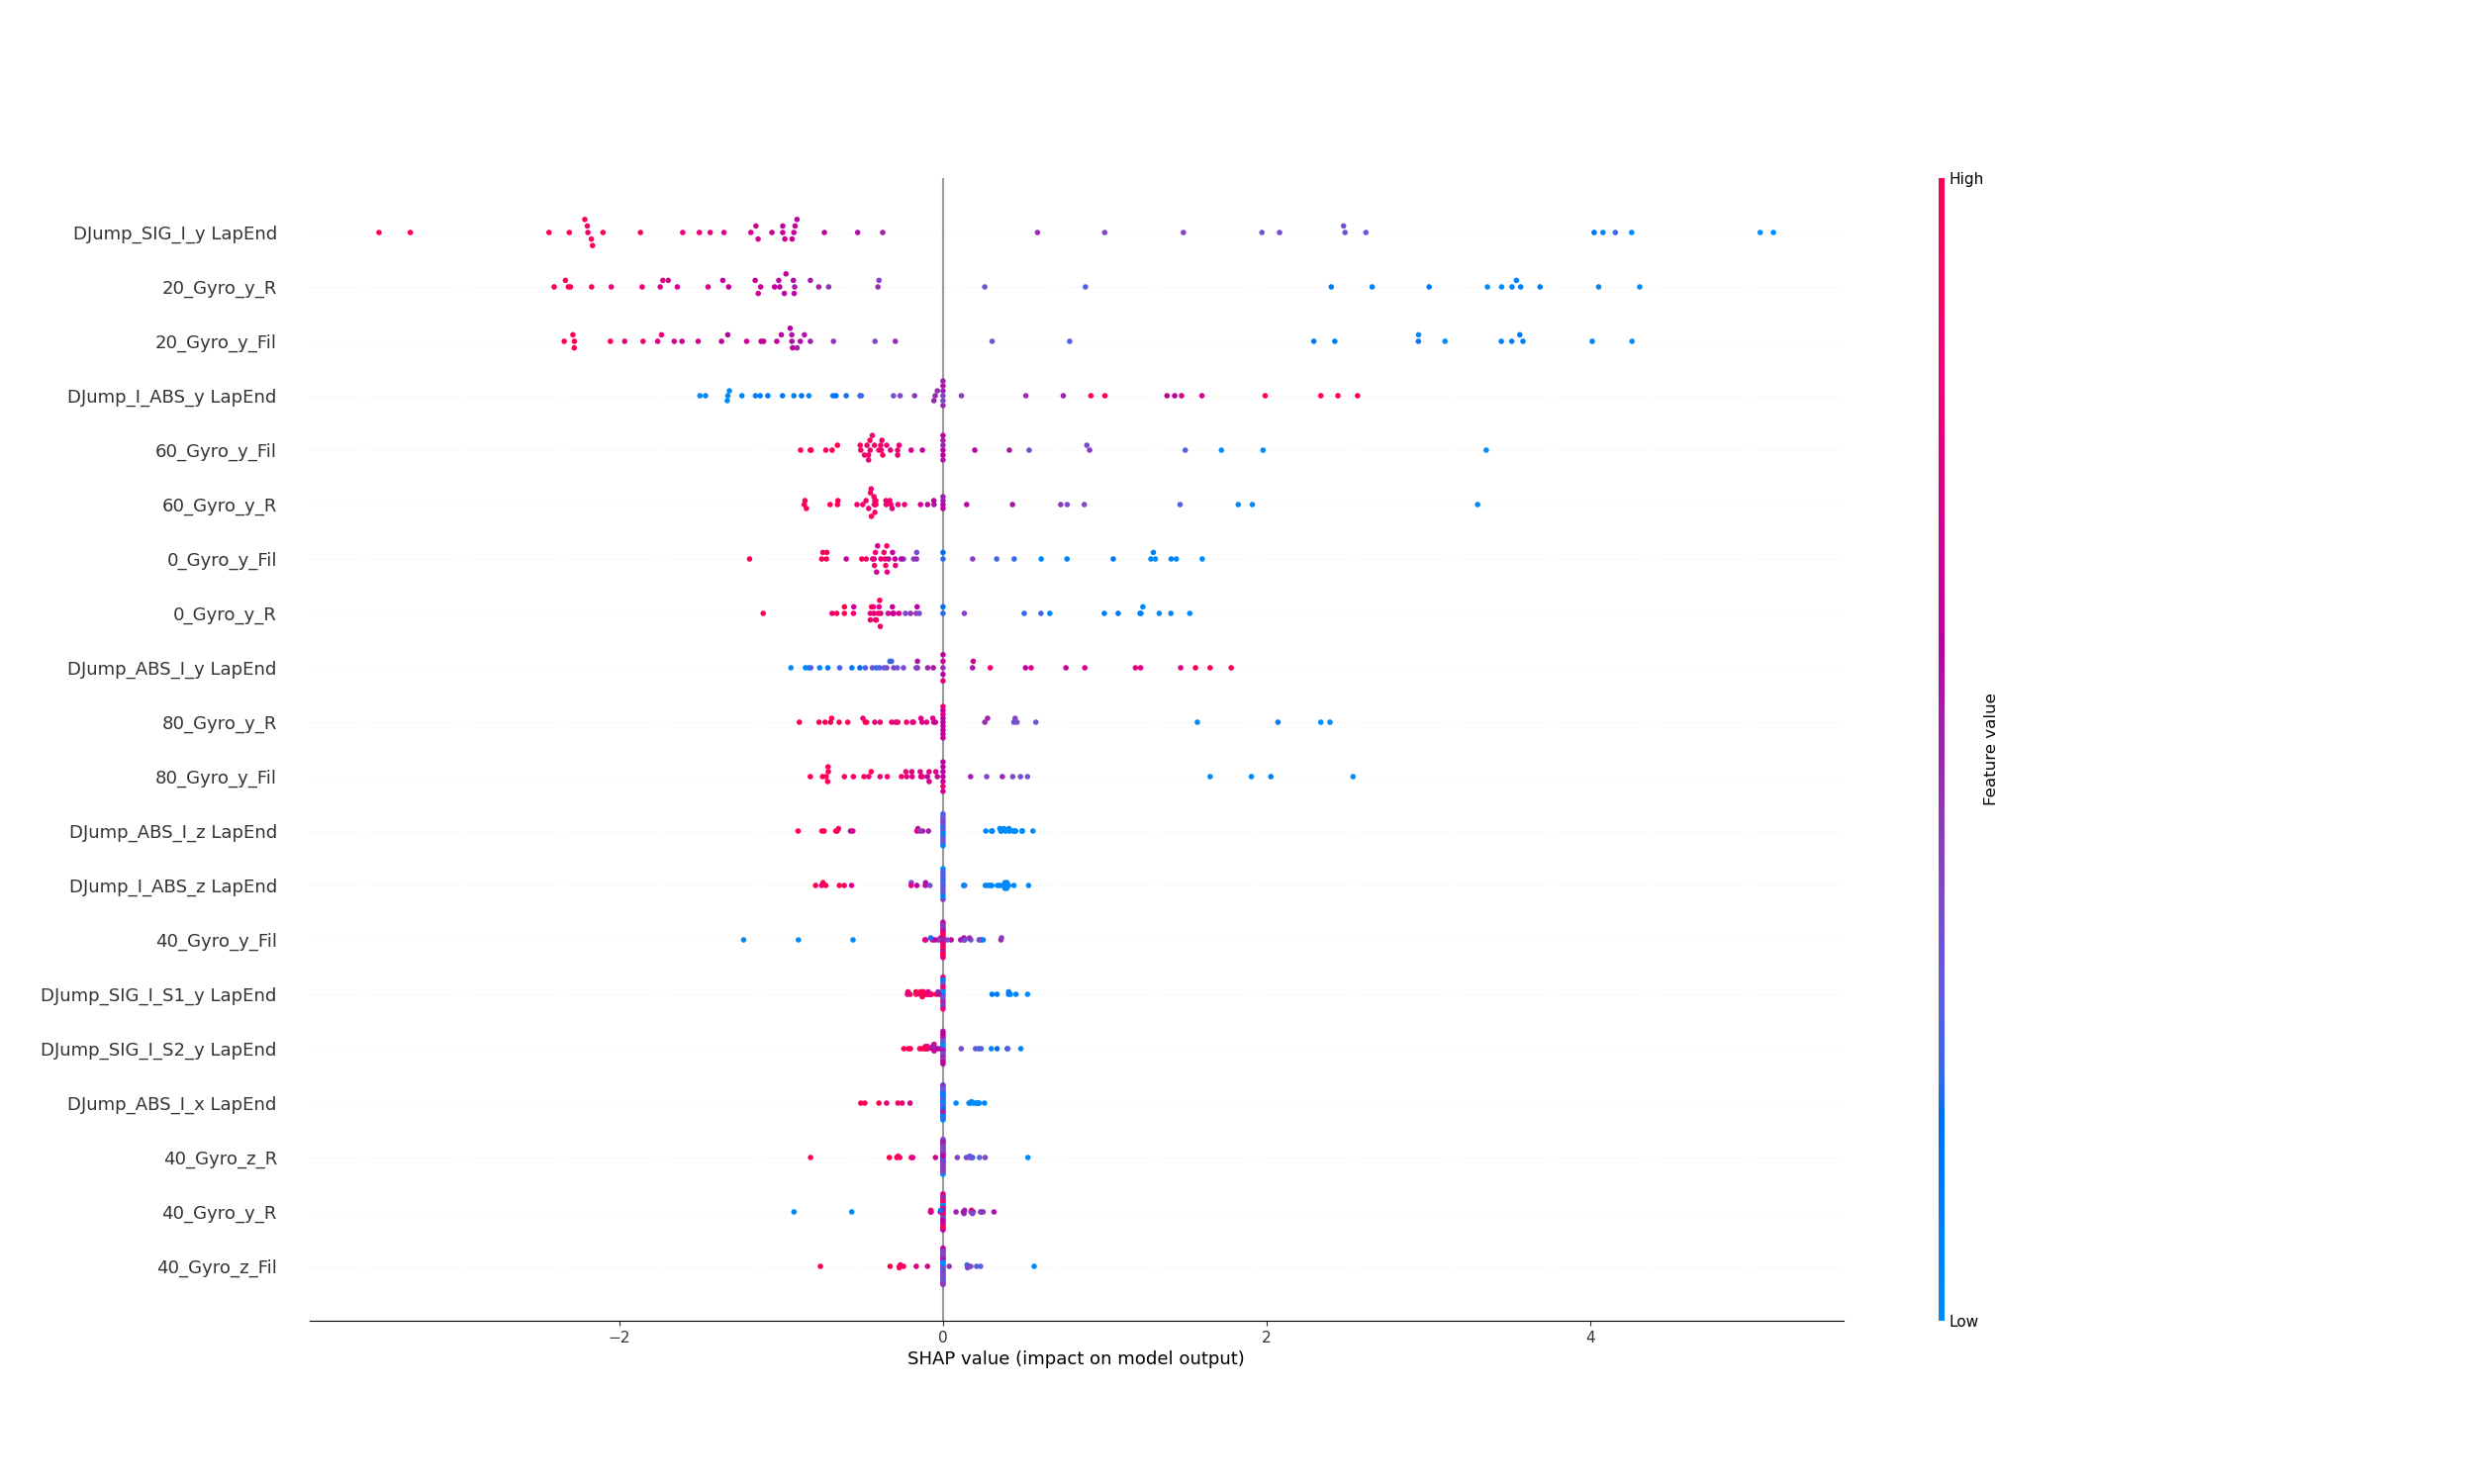 High
DJump_SIG_I_y LapEnd
20_Gyro_y_R
20_Gyro_y_Fil
DJump_I_ABS_y LapEnd
60_Gyro_y_Fil
60_Gyro_y_R
0_Gyro_y_Fil
0_Gyro_y_R
DJump_ABS_I_y LapEnd
80_Gyro_y_R
80_Gyro_y_Fil
DJump_ABS_I_z LapEnd
DJump_I_ABS_z LapEnd
40_Gyro_y_Fil
DJump_SIG_I_S1_y LapEnd
DJump_SIG_I_S2_y LapEnd
DJump_ABS_I_x LapEnd
40_Gyro_z_R
40_Gyro_y_R
40_Gyro_z_Fil
Feature value
Low
−2 0 2 4
SHAP value (impact on model output)